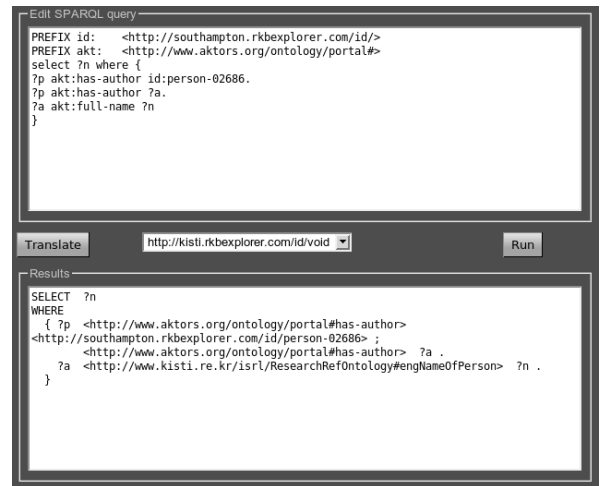 Edit SPARQL query
PREFIX id:    <http://southampton.rkbexplorer.com/id/>
PREFIX akt:   <http://www.aktors.org/ontology/portal#>
select ?n where {
?p akt:has-author id:person-02686.
?p akt:has-author ?a.
?a akt:full-name ?n
}
Translate http://kisti.rkbexplorer.com/id/void Run
Results
SELECT  ?n
WHERE
  { ?p  <http://www.aktors.org/ontology/portal#has-author>
<http://southampton.rkbexplorer.com/id/person-02686> ;
        <http://www.aktors.org/ontology/portal#has-author>  ?a .
    ?a  <http://www.kisti.re.kr/isrl/ResearchRefOntology#engNameOfPerson>  ?n .
  }